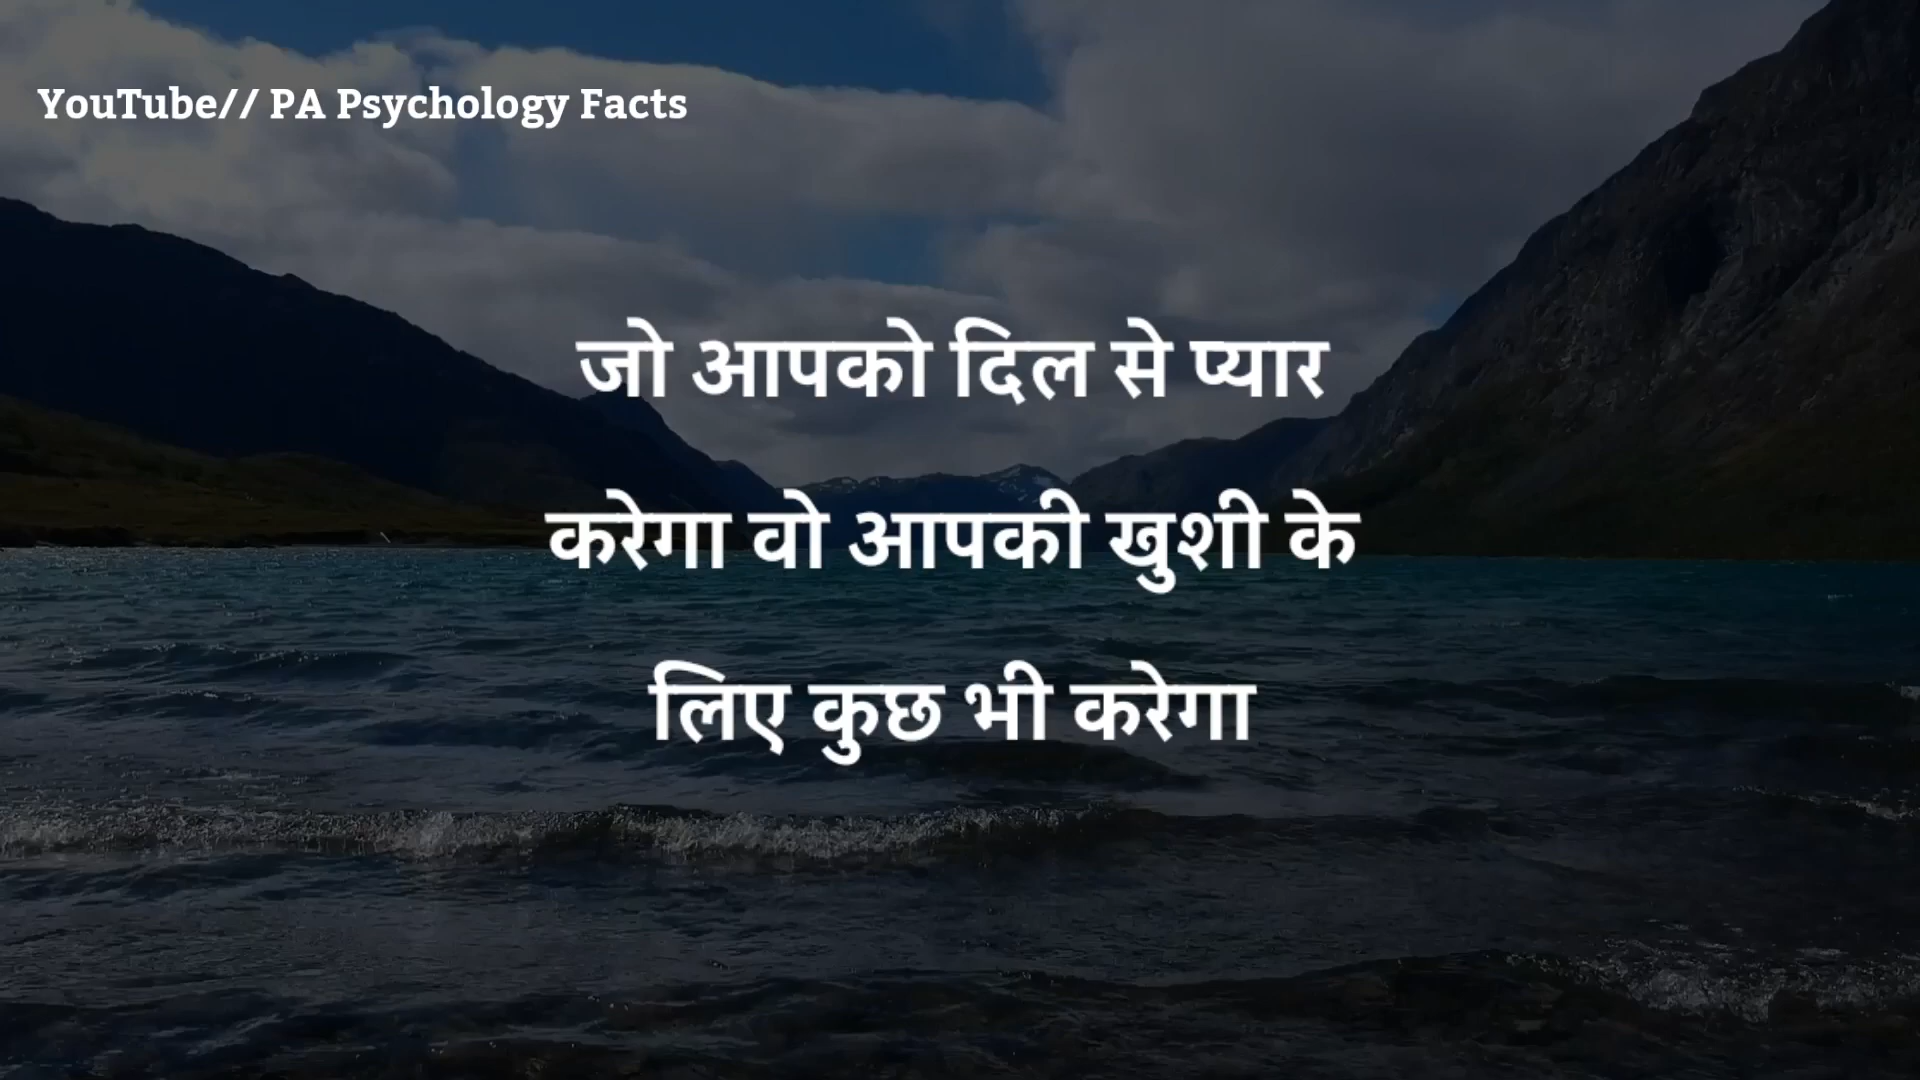 YouTube// PA Psychology Facts
जो आपको दिल से प्यार
करेगा वो आपकी खुशी के
लिए कुछ भी करेगा